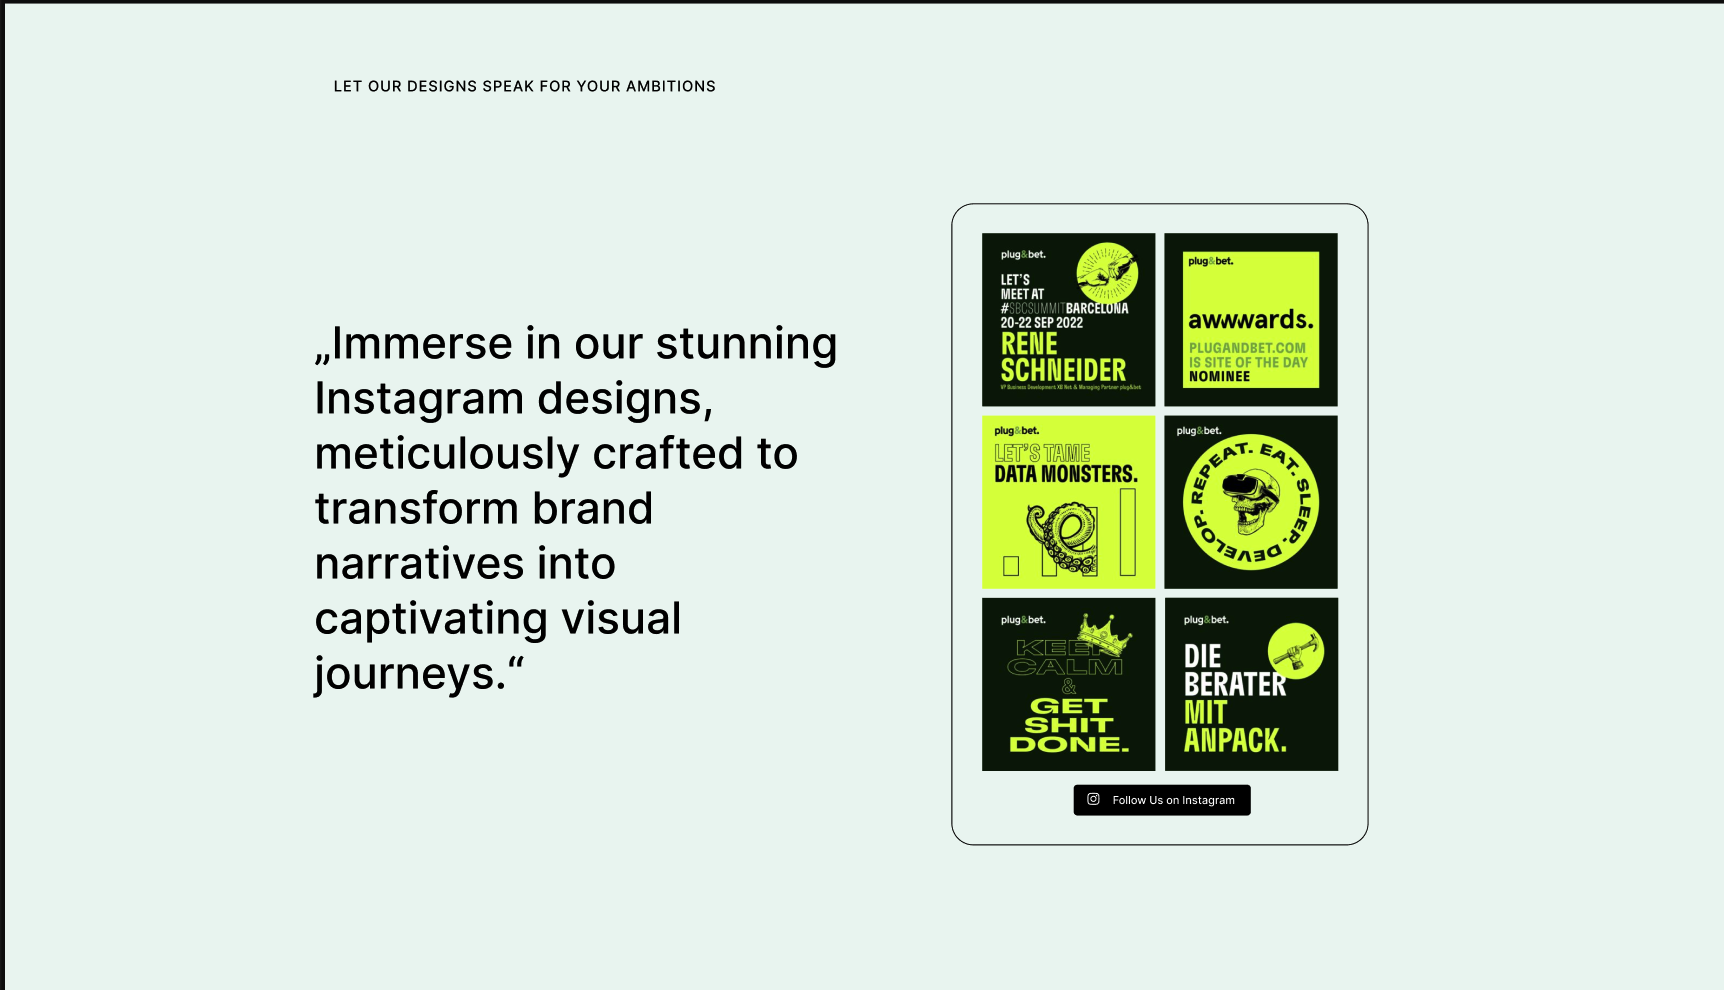 LET OUR DESIGNS SPEAK FOR YOUR AMBITIONS
„Immerse in our stunning
Instagram designs,
meticulously crafted to
transform brand
narratives into
captivating visual
journeys.“
plug&bet.
LET'S
MEET AT
#SBCSUMMITBARCELONA
20-22 SEP 2022
RENE
SCHNEIDER
VP Business Development XB Net & Managing Partner plug&bet
plug&bet.
awwwards.
PLUGANDBET.COM
IS SITE OF THE DAY
NOMINEE
plug&bet.
LET'S TAME
DATA MONSTERS.
plug&bet.
EAT. SLEEP. DEVELOP. REPEAT.
plug&bet.
KEEP
CALM
&
GET
SHIT
DONE.
plug&bet.
DIE
BERATER
MIT
ANPACK.
Follow Us on Instagram